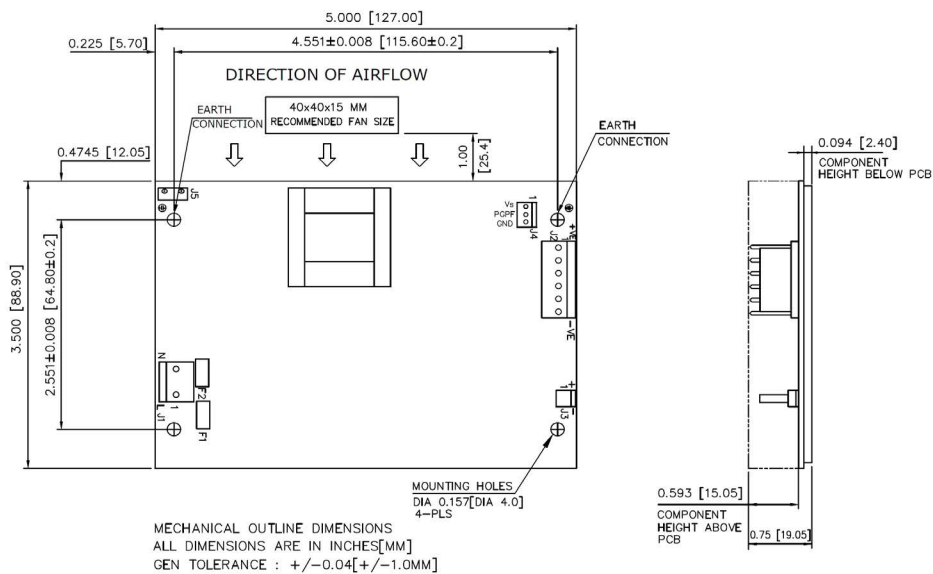 5.000 [127.00]
0.225 [5.70]
4.551±0.008 [115.60±0.2]
DIRECTION OF AIRFLOW
40x40x15 MM
RECOMMENDED FAN SIZE
EARTH
CONNECTION
EARTH
CONNECTION
0.4745 [12.05]
1.00
[25.4]
0.094 [2.40]
COMPONENT
HEIGHT BELOW PCB
J5
Vs
PCPF
GND
1
J4
J2
1
+VE
-VE
3.500 [88.90]
2.551±0.008 [64.80±0.2]
N
L
1
J1
F2
F1
+
1
-
J3
MOUNTING HOLES
DIA 0.157[DIA 4.0]
4-PLS
0.593 [15.05]
COMPONENT
HEIGHT ABOVE
PCB
0.75 [19.05]
MECHANICAL OUTLINE DIMENSIONS
ALL DIMENSIONS ARE IN INCHES[MM]
GEN TOLERANCE : +/-0.04[+/-1.0MM]